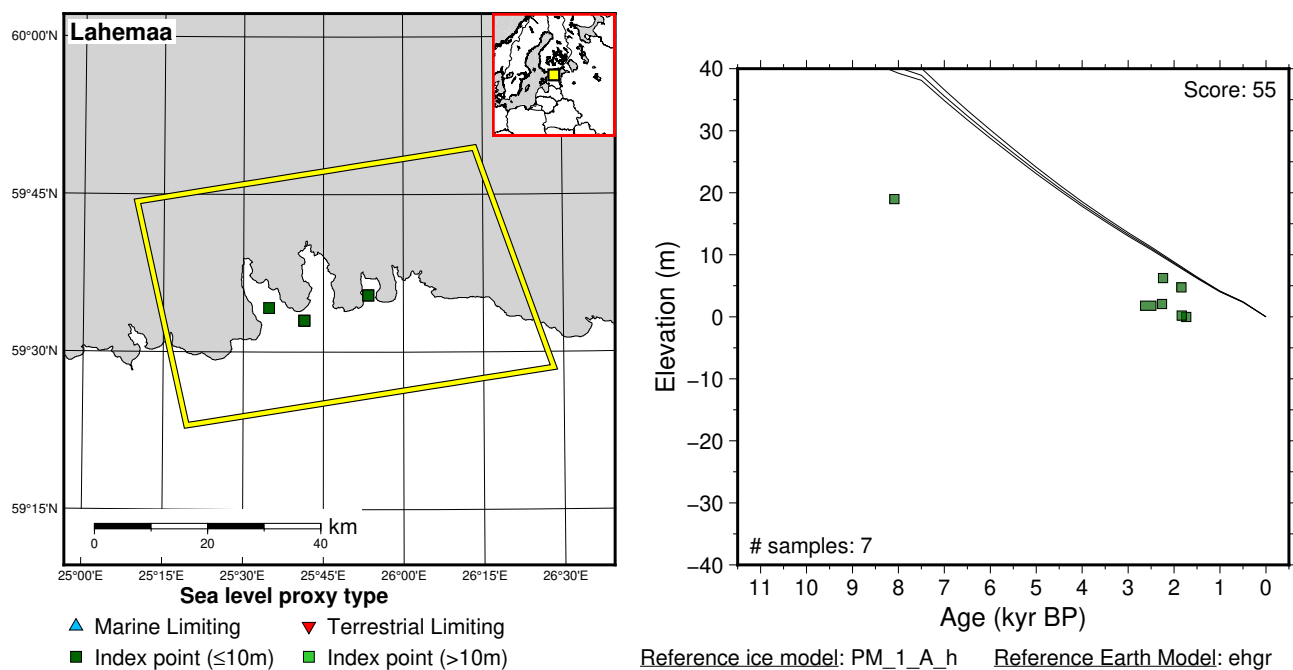 Lahemaa
60°00'N
59°45'N
59°30'N
59°15'N
km
0 20 40
25°00'E 25°15'E 25°30'E 25°45'E 26°00'E 26°15'E 26°30'E
Sea level proxy type
Marine Limiting
Terrestrial Limiting
Index point (≤10m)
Index point (>10m)
Score: 55
Elevation (m)
40
30
20
10
0
−10
−20
−30
−40
# samples: 7
11 10 9 8 7 6 5 4 3 2 1 0
Age (kyr BP)
Reference ice model: PM_1_A_h Reference Earth Model: ehgr